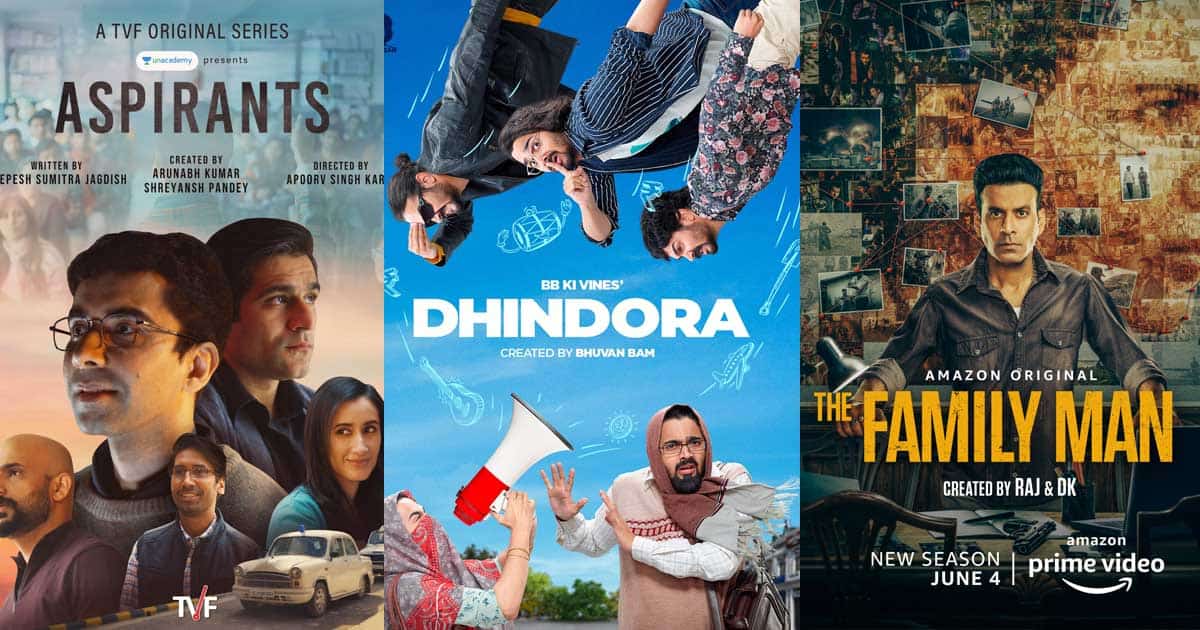 A TVF ORIGINAL SERIES
unacademy presents
ASPIRANTS
WRITTEN BY
EPESH SUMITRA JAGDISH
CREATED BY
ARUNABH KUMAR
SHREYANSH PANDEY
DIRECTED BY
APOORV SINGH KAR
TVF
BB KI VINES'
DHINDORA
CREATED BY BHUVAN BAM
AMAZON ORIGINAL
THE FAMILY MAN
CREATED BY RAJ & DK
NEW SEASON
JUNE 4
amazon
prime video